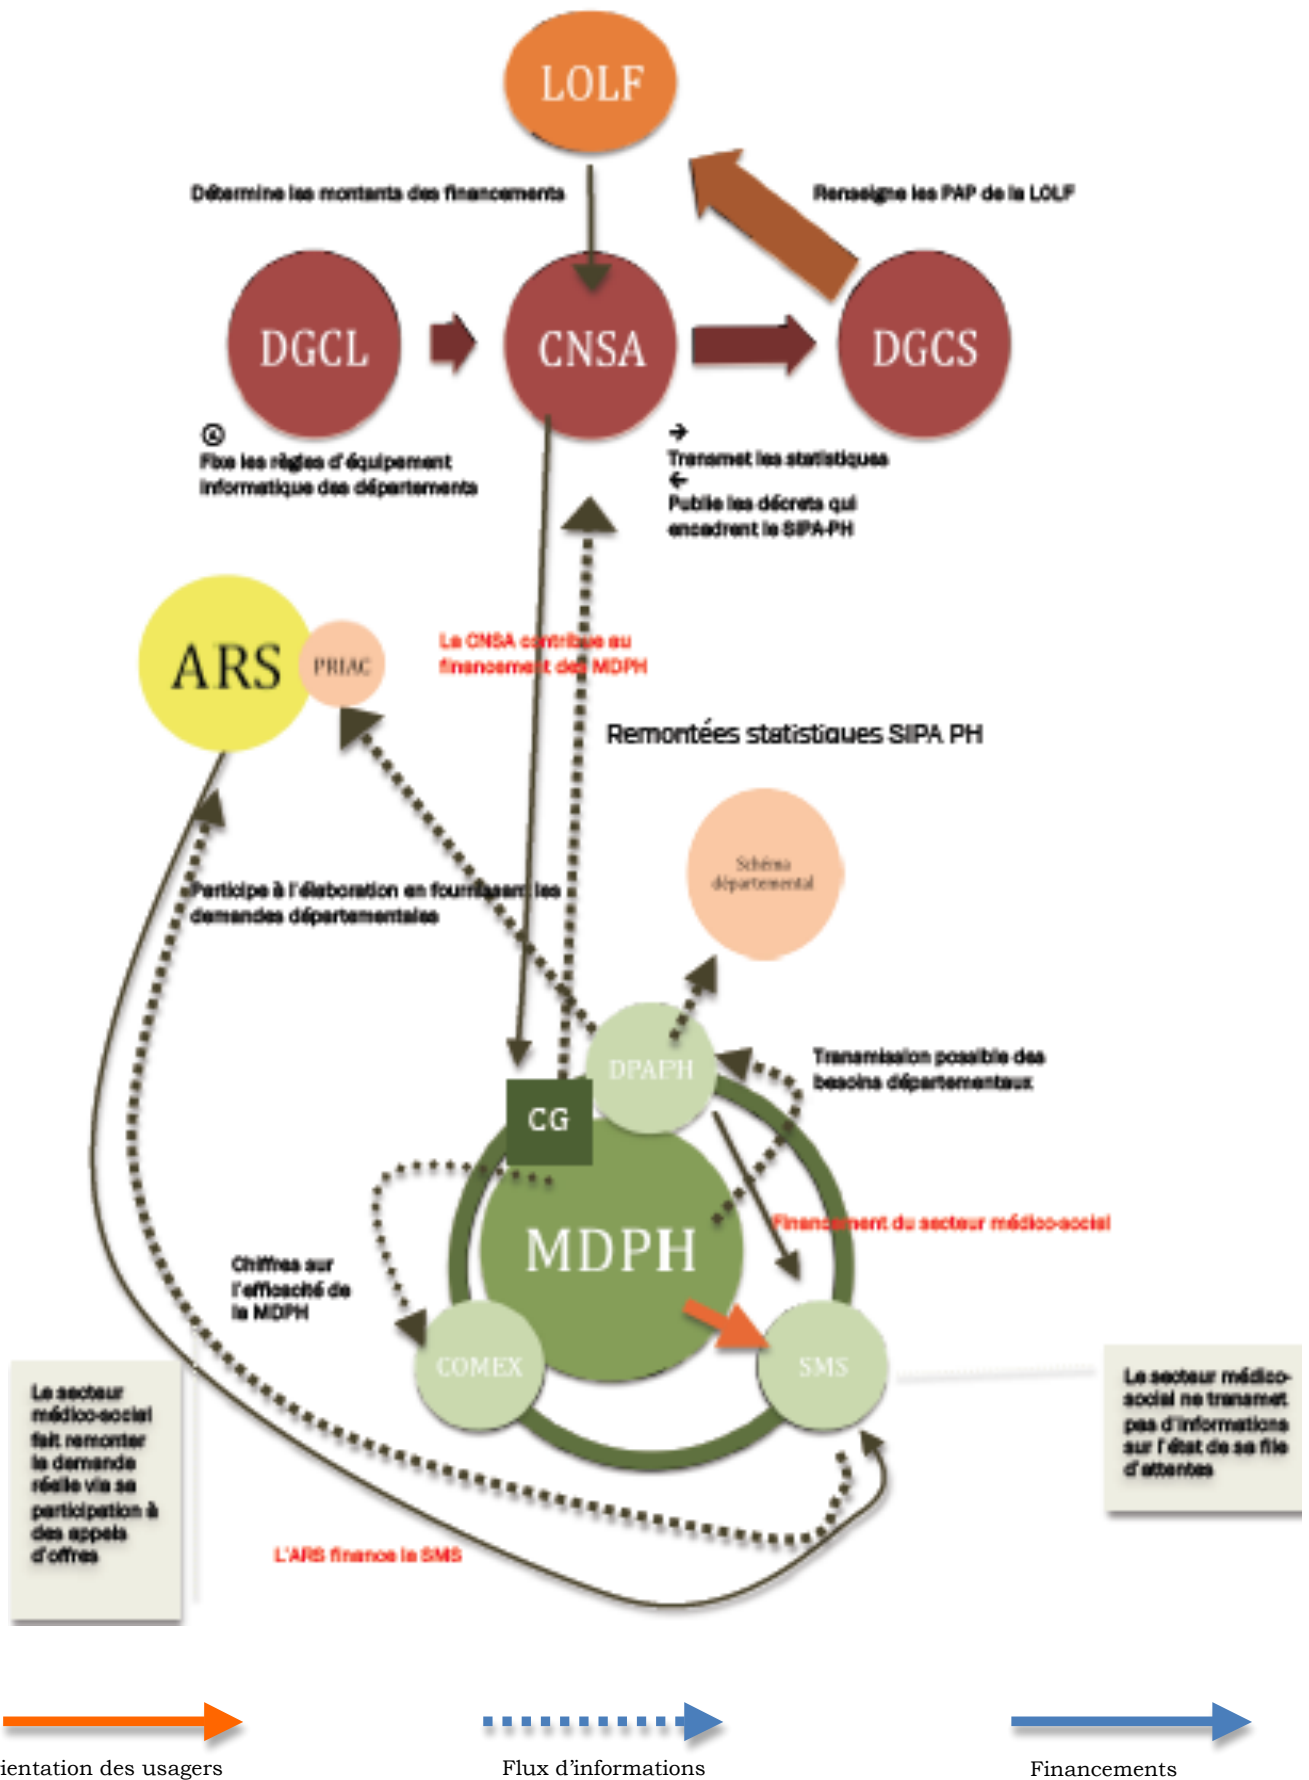 LOLF
Détermine les montants des financements
Renseigne les PAP de la LOLF
DGCL
CNSA
DGCS
Fixe les règles d'équipement
informatique des départements
→
Transmet les statistiques
←
Publie les décrets qui
encadrent le SIPA-PH
ARS
PRIAC
La CNSA contribue au
financement des MDPH
Remontées statistiques SIPA PH
Schéma
départemental
Participe à l'élaboration en fournissant les
demandes départementales
DPAPH
Transmission possible des
besoins départementaux
CG
MDPH
Financement du secteur médico-social
Chiffres sur
l'efficacité de
la MDPH
COMEX
SMS
Le secteur
médico-social
fait remonter
la demande
réelle via sa
participation à
des appels
d'offres
Le secteur médico-
social ne transmet
pas d'informations
sur l'état de sa file
d'attentes
L'ARS finance le SMS
ientation des usagers
Flux d'informations
Financements